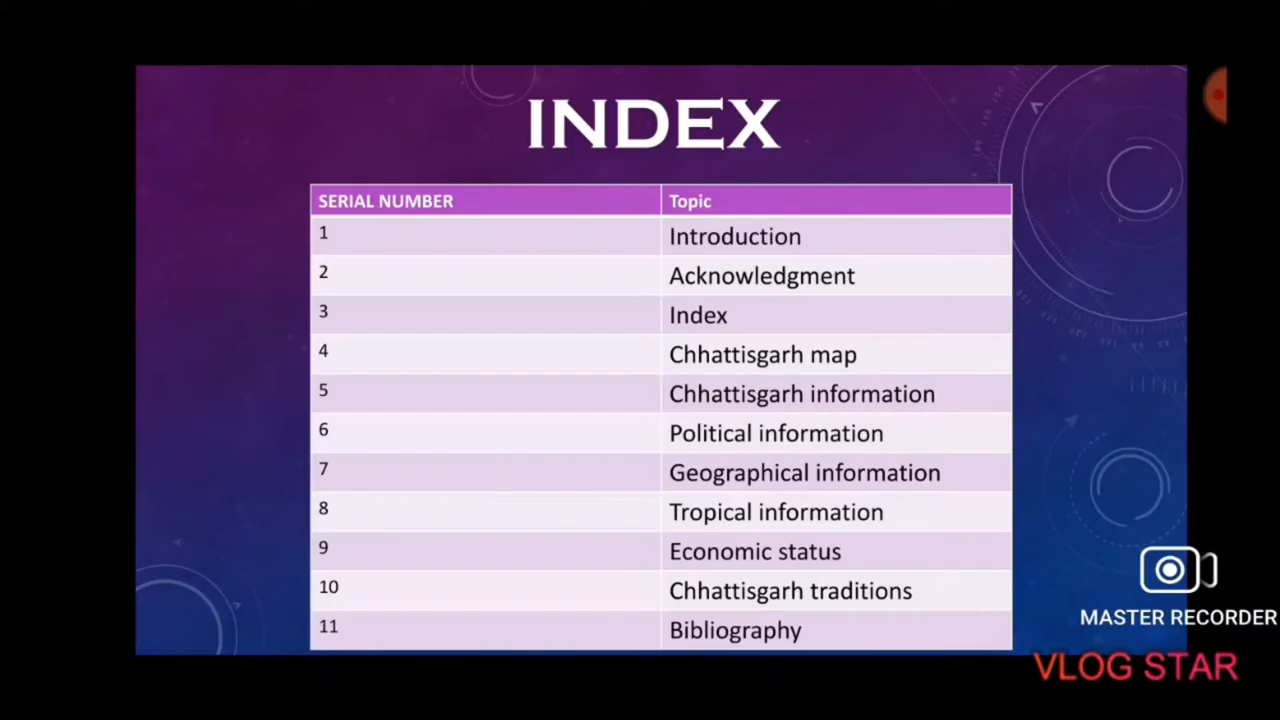 INDEX
SERIAL NUMBER Topic
1 Introduction
2 Acknowledgment
3 Index
4 Chhattisgarh map
5 Chhattisgarh information
6 Political information
7 Geographical information
8 Tropical information
9 Economic status
10 Chhattisgarh traditions
11 Bibliography
MASTER RECORDER
VLOG STAR